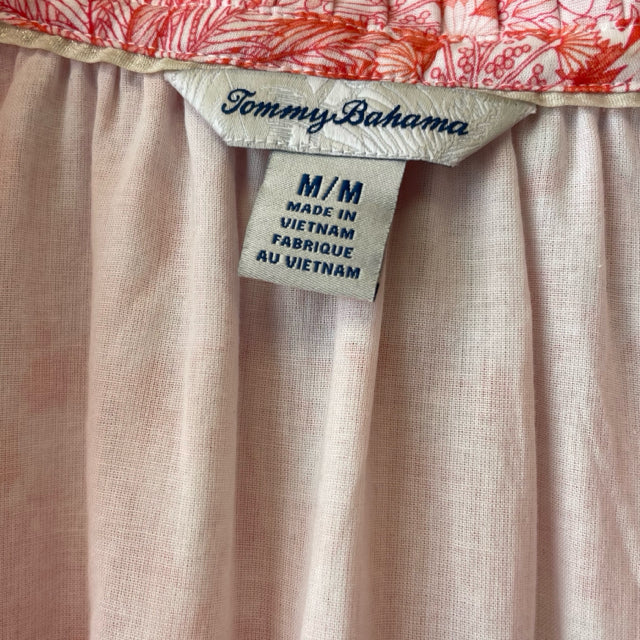 Tommy Bahama
M/M
MADE IN
VIETNAM
FABRIQUE
AU VIETNAM